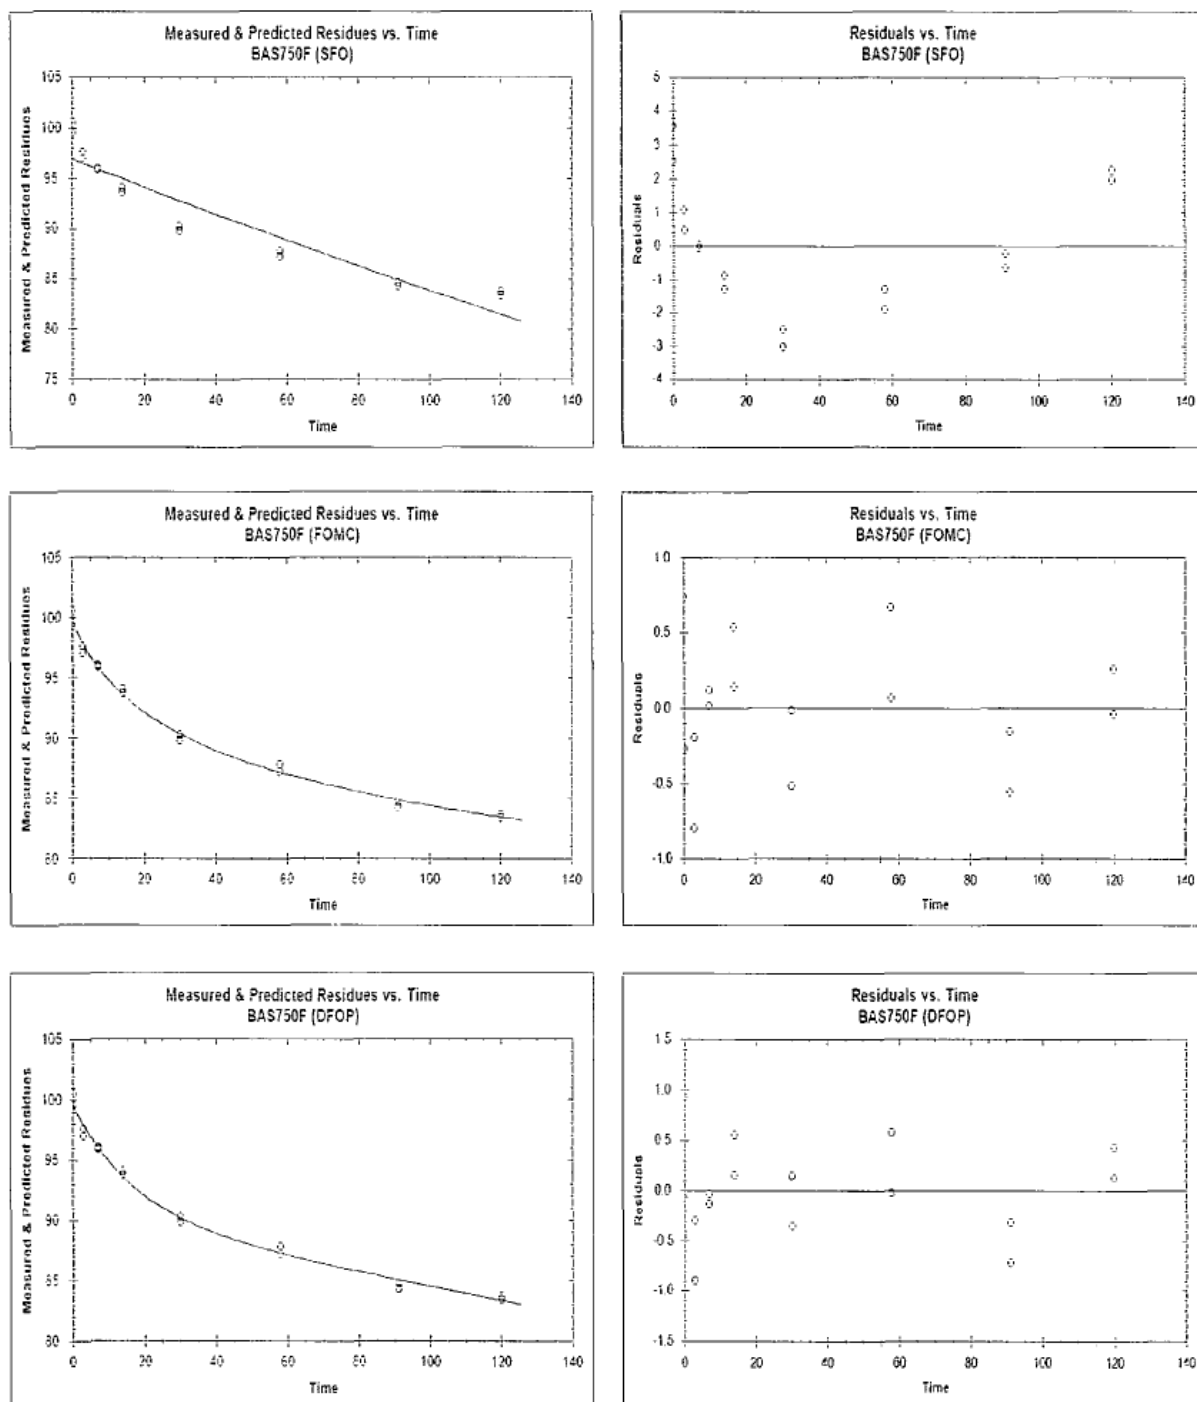 Measured & Predicted Residues vs. Time
BAS750F (SFO)
105
100
95
90
85
80
75
0 20 40 60 80 100 120 140
Measured & Predicted Residues
Time
Residuals vs. Time
BAS750F (SFO)
5
4
3
2
1
0
-1
-2
-3
-4
0 20 40 60 80 100 120 140
Residuals
Time
Measured & Predicted Residues vs. Time
BAS750F (FOMC)
105
100
95
90
85
80
0 20 40 60 80 100 120 140
Measured & Predicted Residues
Time
Residuals vs. Time
BAS750F (FOMC)
1.0
0.5
0.0
-0.5
-1.0
0 20 40 60 80 100 120 140
Residuals
Time
Measured & Predicted Residues vs. Time
BAS750F (DFOP)
105
100
95
90
85
80
0 20 40 60 80 100 120 140
Measured & Predicted Residues
Time
Residuals vs. Time
BAS750F (DFOP)
1.5
1.0
0.5
0.0
-0.5
-1.0
-1.5
0 20 40 60 80 100 120 140
Residuals
Time